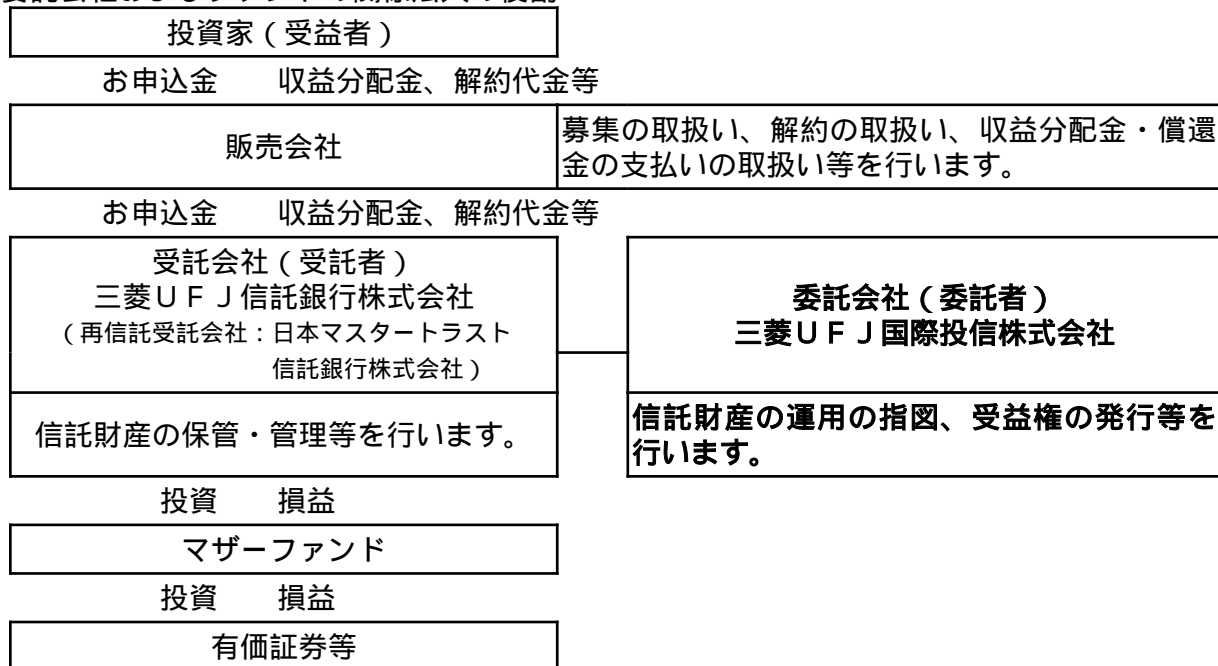 投資家（受益者）
お申込金　　収益分配金、解約代金等
販売会社
募集の取扱い、解約の取扱い、収益分配金・償還
金の支払いの取扱い等を行います。
お申込金　　収益分配金、解約代金等
受託会社（受託者）
三菱ＵＦＪ信託銀行株式会社
（再信託受託会社：日本マスタートラスト
信託銀行株式会社）
委託会社（委託者）
三菱ＵＦＪ国際投信株式会社
信託財産の保管・管理等を行います。
信託財産の運用の指図、受益権の発行等を
行います。
投資　　損益
マザーファンド
投資　　損益
有価証券等